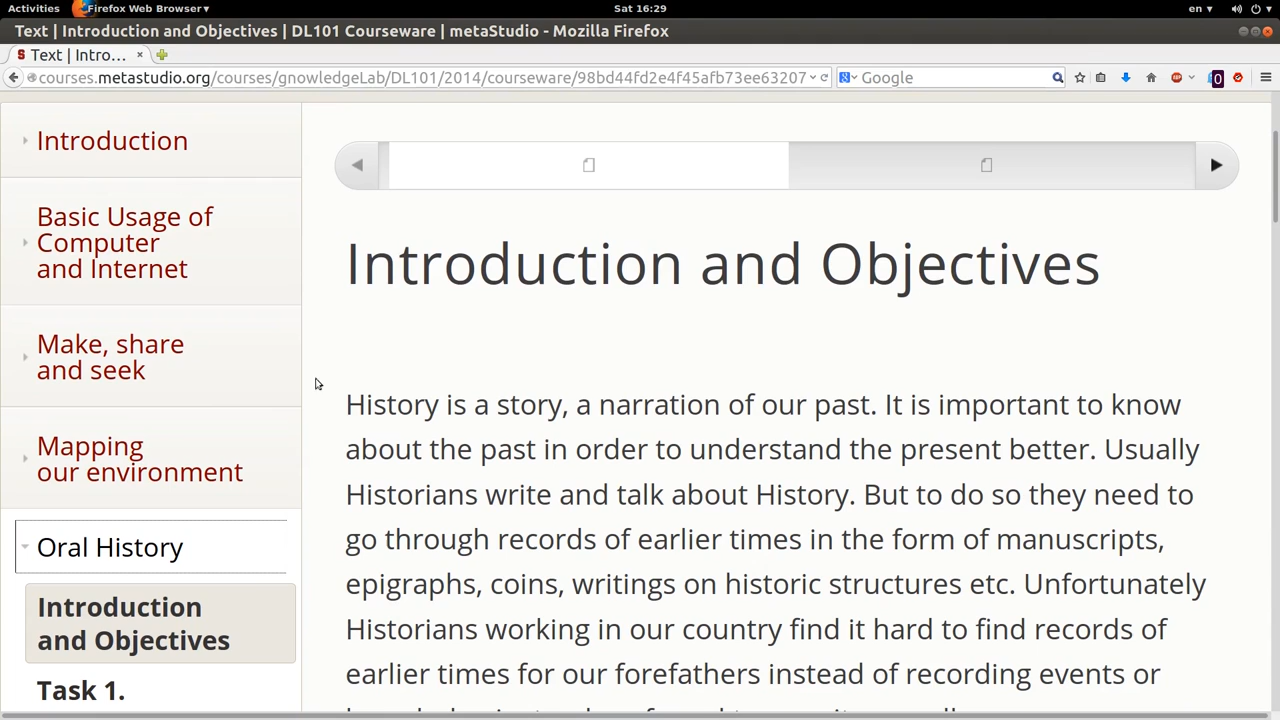 Activities Firefox Web Browser ▾ Sat 16:29 en ▾
Text | Introduction and Objectives | DL101 Courseware | metaStudio - Mozilla Firefox
Text | Intro...
courses.metastudio.org/courses/gnowledgeLab/DL101/2014/courseware/98bd44fd2e4f45afb73ee63207 Google 0
Introduction
Basic Usage of
Computer
and Internet
Make, share
and seek
Mapping
our environment
Oral History
Introduction
and Objectives
Task 1.
Introduction and Objectives
History is a story, a narration of our past. It is important to know
about the past in order to understand the present better. Usually
Historians write and talk about History. But to do so they need to
go through records of earlier times in the form of manuscripts,
epigraphs, coins, writings on historic structures etc. Unfortunately
Historians working in our country find it hard to find records of
earlier times for our forefathers instead of recording events or